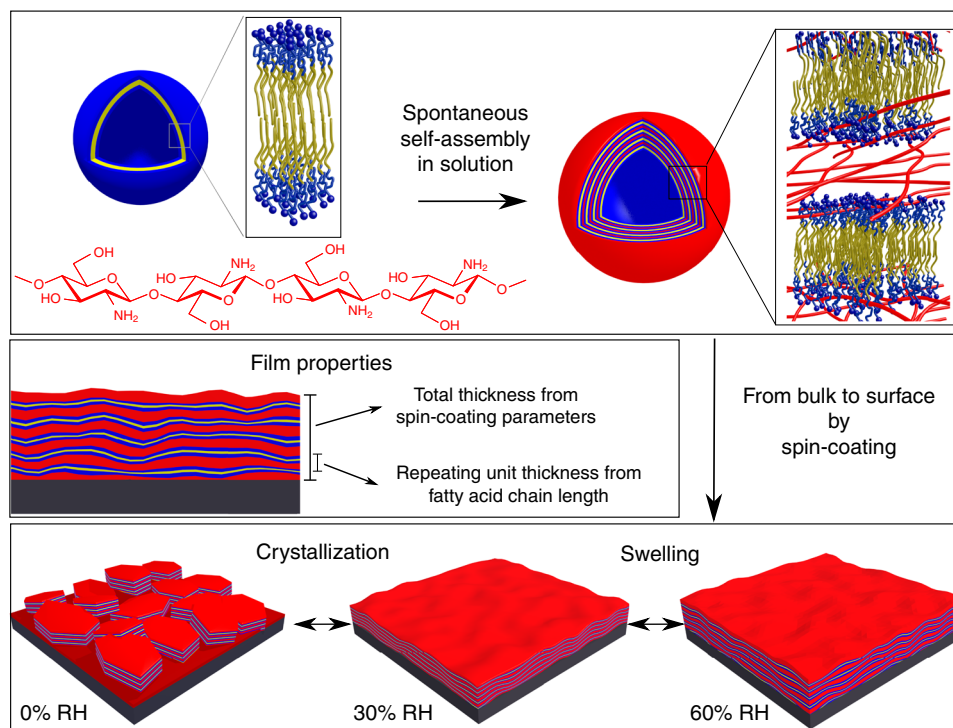 Spontaneous
self-assembly
in solution
OH
OH
NH2
O
O
HO
O
O
HO
O
O
HO
O
O
HO
O
O
NH2
OH
NH2
OH
NH2
Film properties
Total thickness from
spin-coating parameters
Repeating unit thickness from
fatty acid chain length
From bulk to surface
by
spin-coating
Crystallization
Swelling
0% RH
30% RH
60% RH